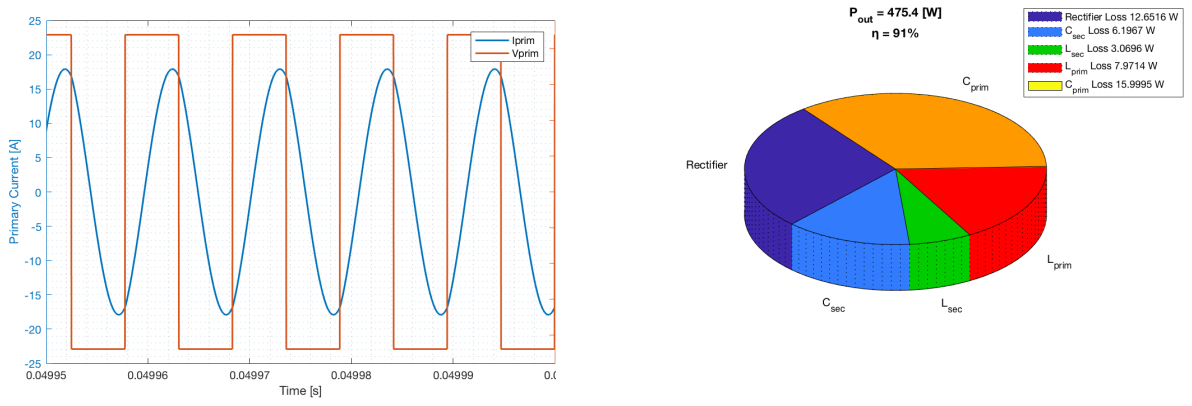 25
20
15
10
5
0
-5
-10
-15
-20
-25
Primary Current [A]
0.04995
0.04996
0.04997
0.04998
0.04999
0.0
Time [s]
Iprim
Vprim
P_out = 475.4 [W]
η = 91%
Rectifier Loss 12.6516 W
C_sec Loss 6.1967 W
L_sec Loss 3.0696 W
L_prim Loss 7.9714 W
C_prim Loss 15.9995 W
C_prim
Rectifier
L_prim
C_sec
L_sec